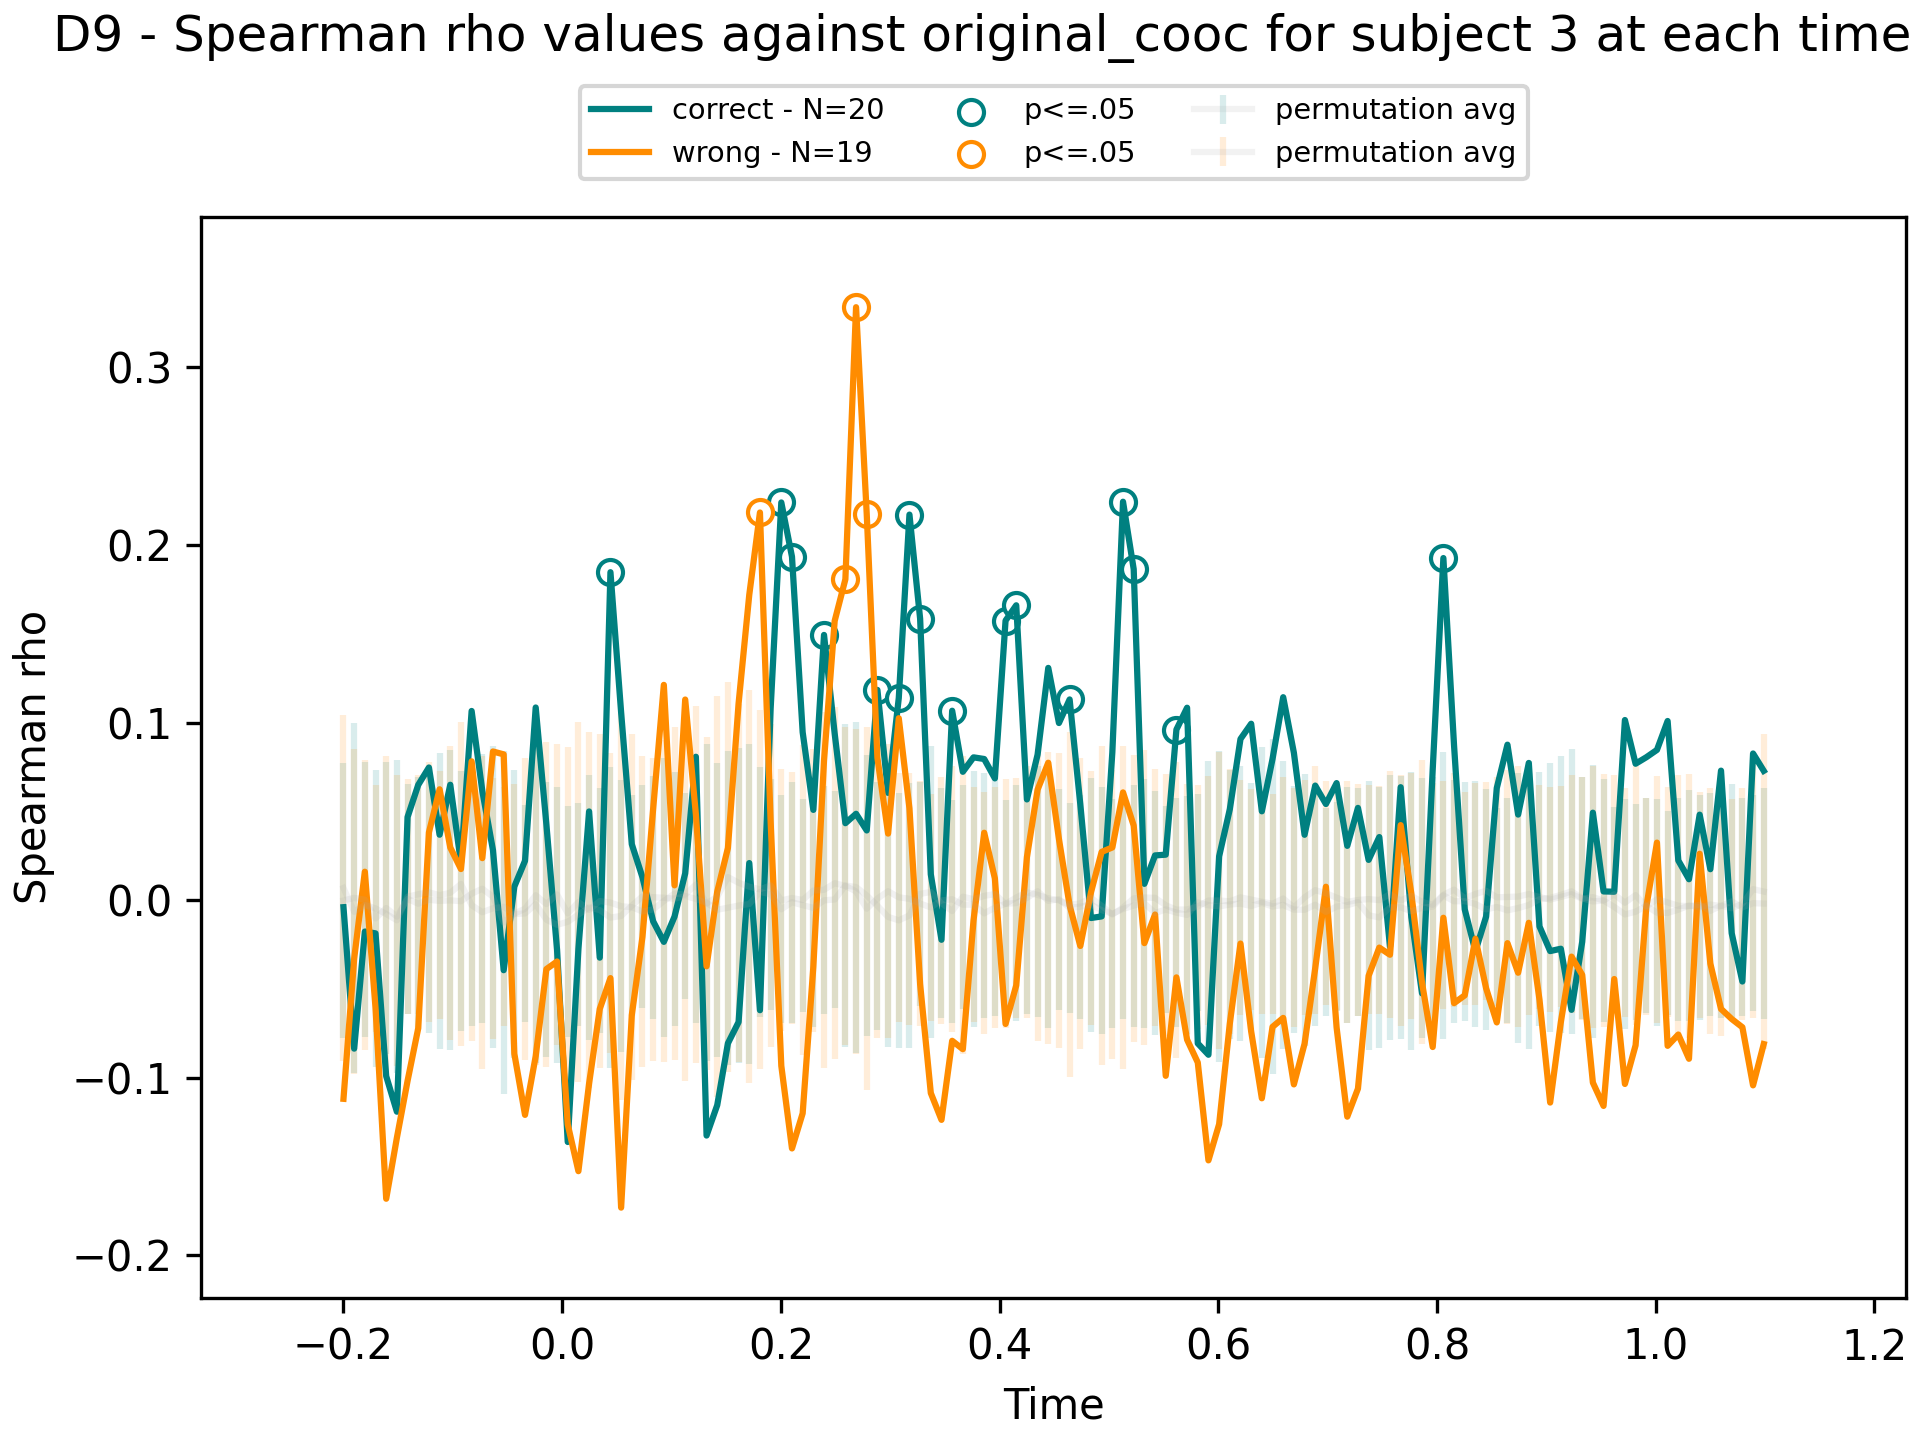 D9 - Spearman rho values against original_cooc for subject 3 at each time
correct - N=20
wrong - N=19
p<=.05
p<=.05
permutation avg
permutation avg
Spearman rho
0.3
0.2
0.1
0.0
−0.1
−0.2
−0.2
0.0
0.2
0.4
0.6
0.8
1.0
1.2
Time